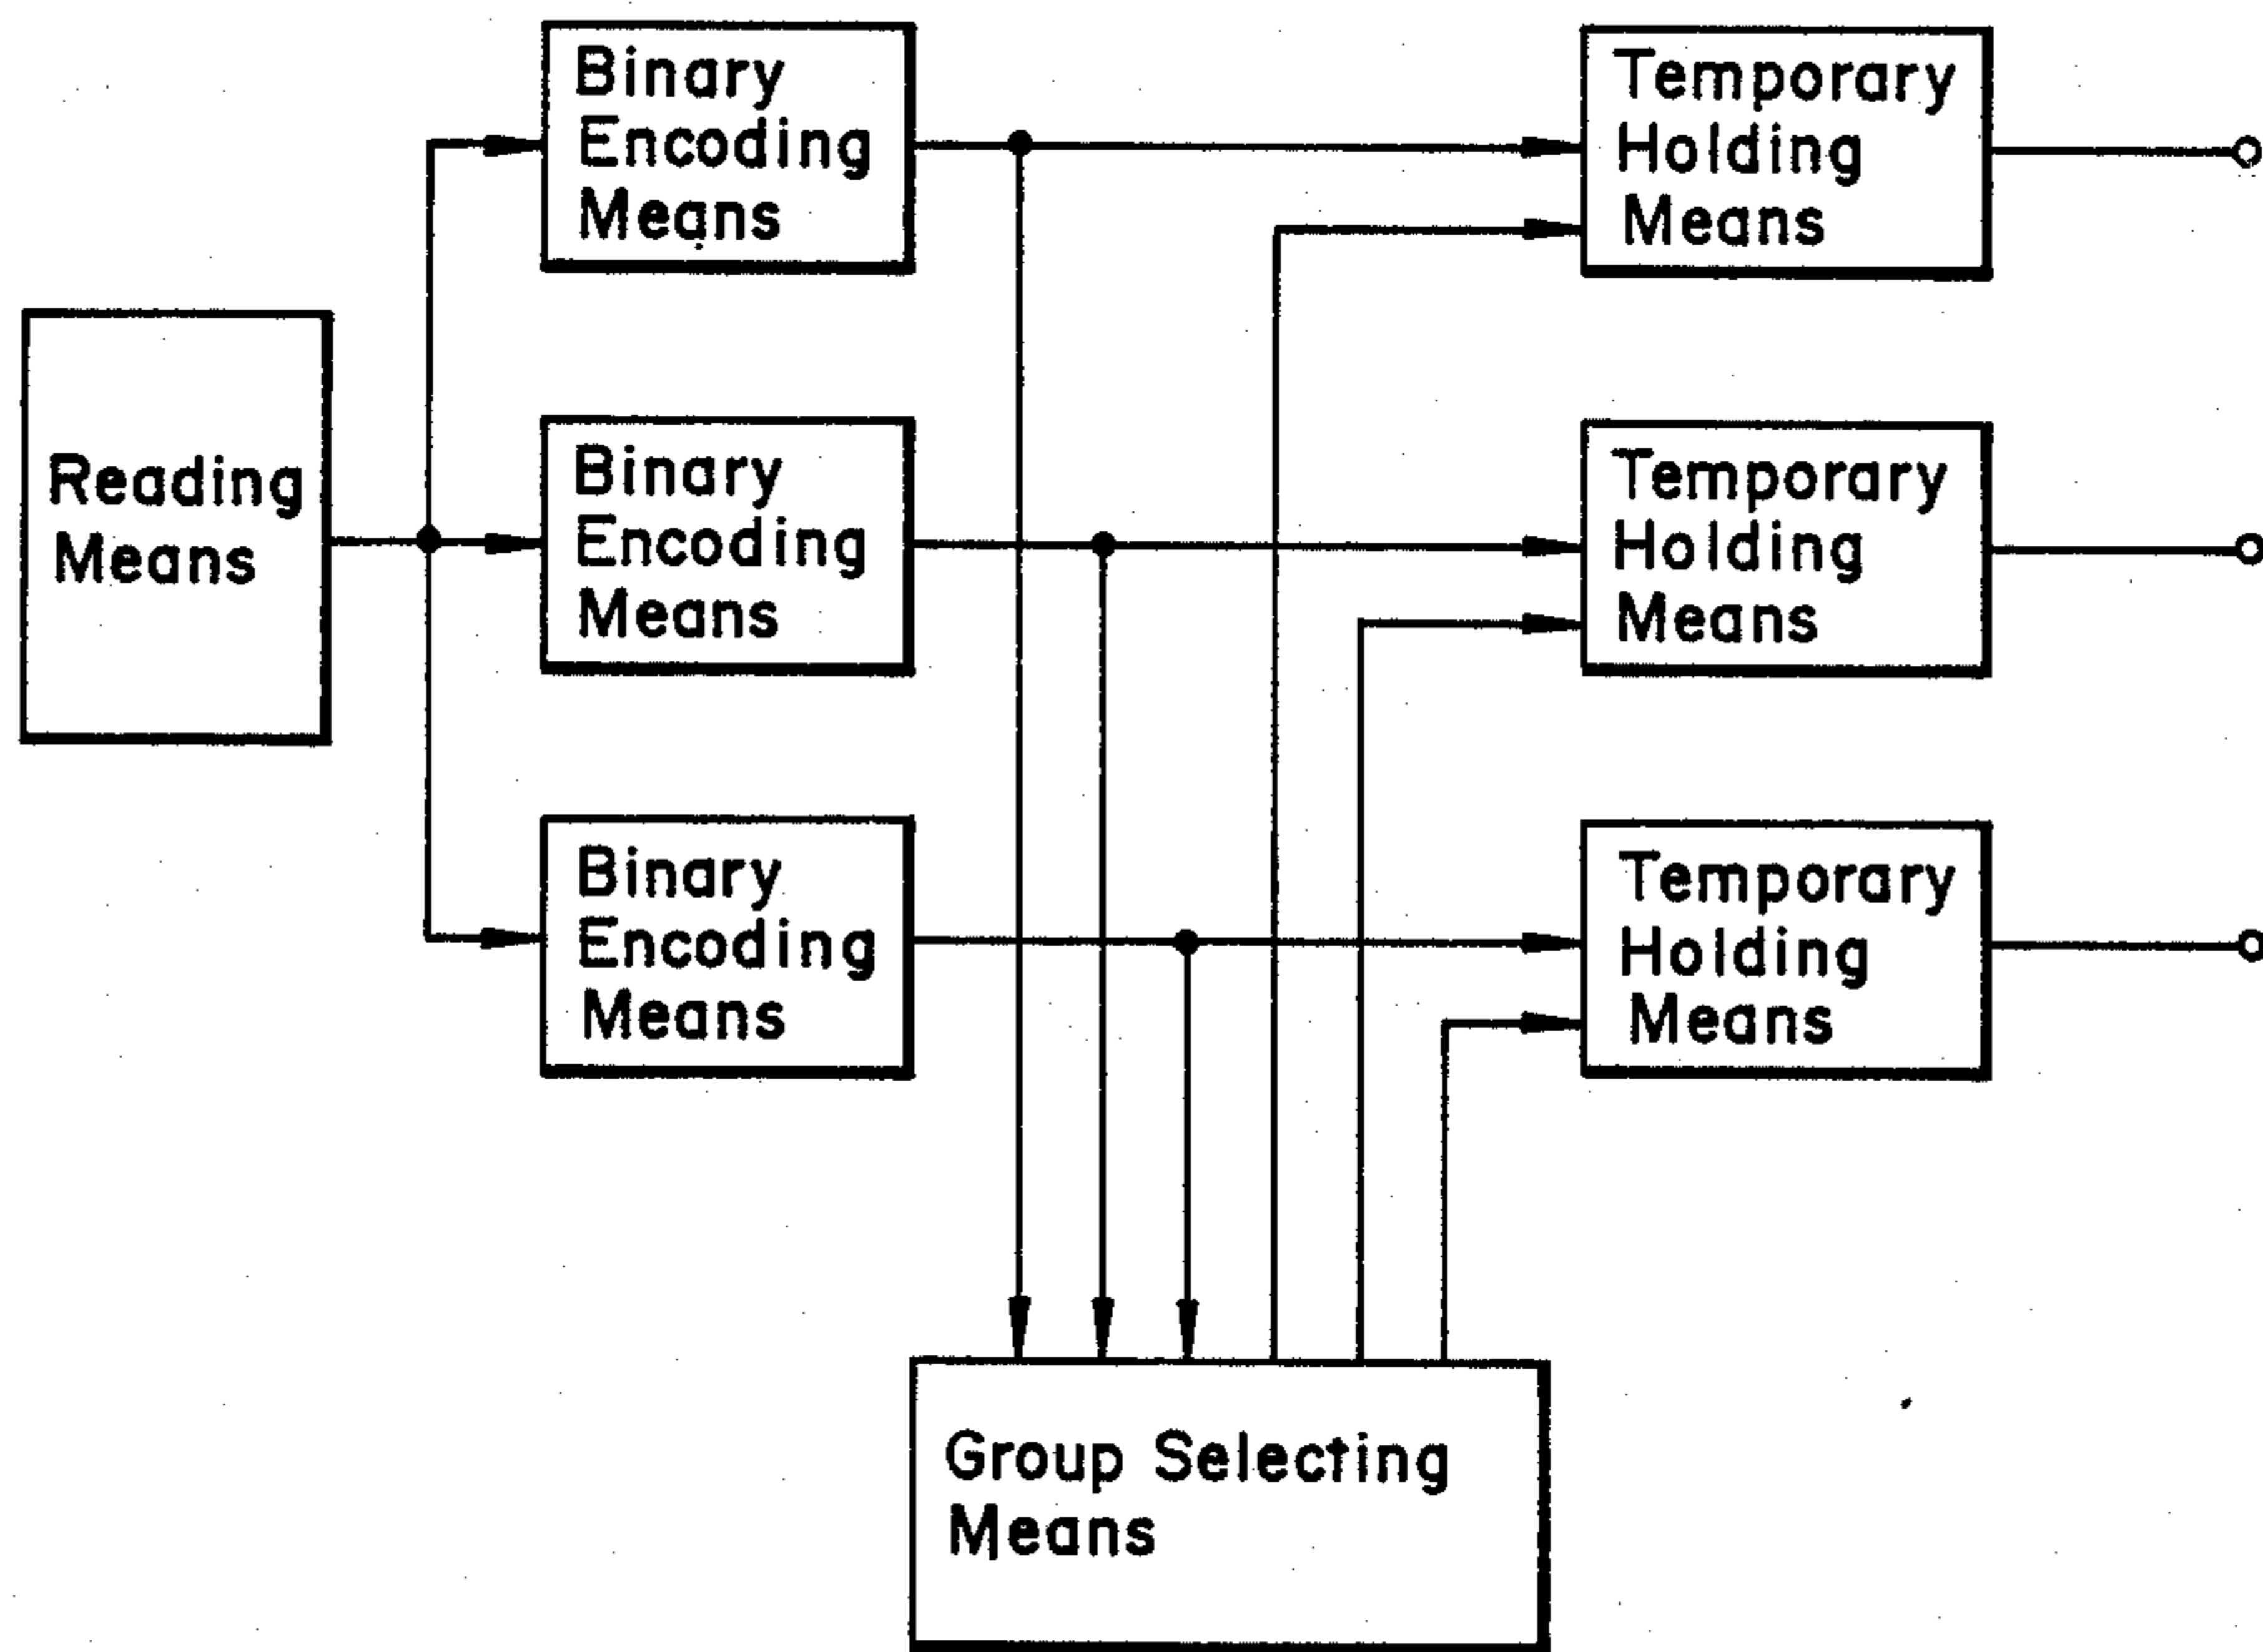 Binary
Encoding
Means
Temporary
Holding
Means
Reading
Means
Binary
Encoding
Means
Temporary
Holding
Means
Binary
Encoding
Means
Temporary
Holding
Means
Group Selecting
Means